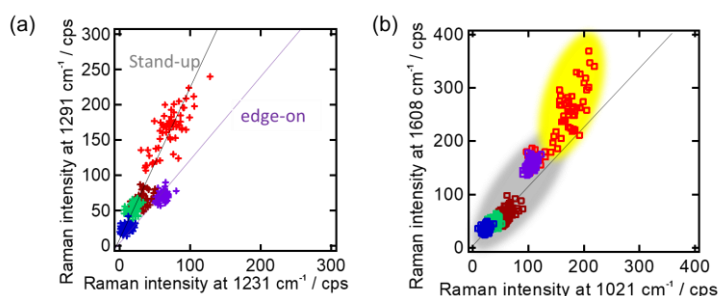 (a)
Raman intensity at 1291 cm⁻¹ / cps
300
250
200
150
100
50
0
Stand-up
edge-on
0
100
200
300
Raman intensity at 1231 cm⁻¹ / cps
(b)
Raman intensity at 1608 cm⁻¹ / cps
400
300
200
100
0
0
100
200
300
400
Raman intensity at 1021 cm⁻¹ / cps